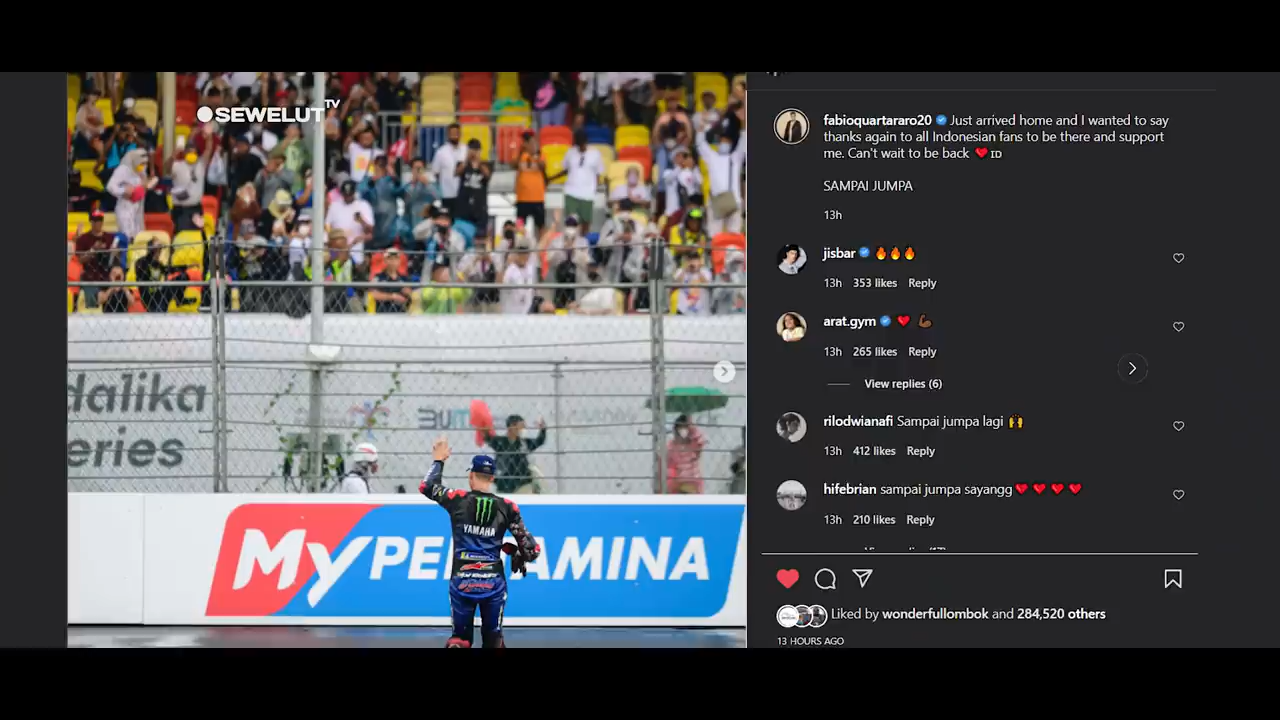 SEWELUT TV
dalika
eries
MONSTER
YAMAHA
MyPE AMINA
fabioquartararo20 Just arrived home and I wanted to say
thanks again to all Indonesian fans to be there and support
me. Can't wait to be back ❤️ ID
SAMPAI JUMPA
13h
jisbar 🔥🔥🔥
13h 353 likes Reply
arat.gym ❤️ 💪🏿
13h 265 likes Reply
View replies (6)
rilodwianafi Sampai jumpa lagi 🙌
13h 412 likes Reply
hifebrian sampai jumpa sayangg❤️ ❤️ ❤️ ❤️
13h 210 likes Reply
Liked by wonderfullombok and 284,520 others
13 HOURS AGO